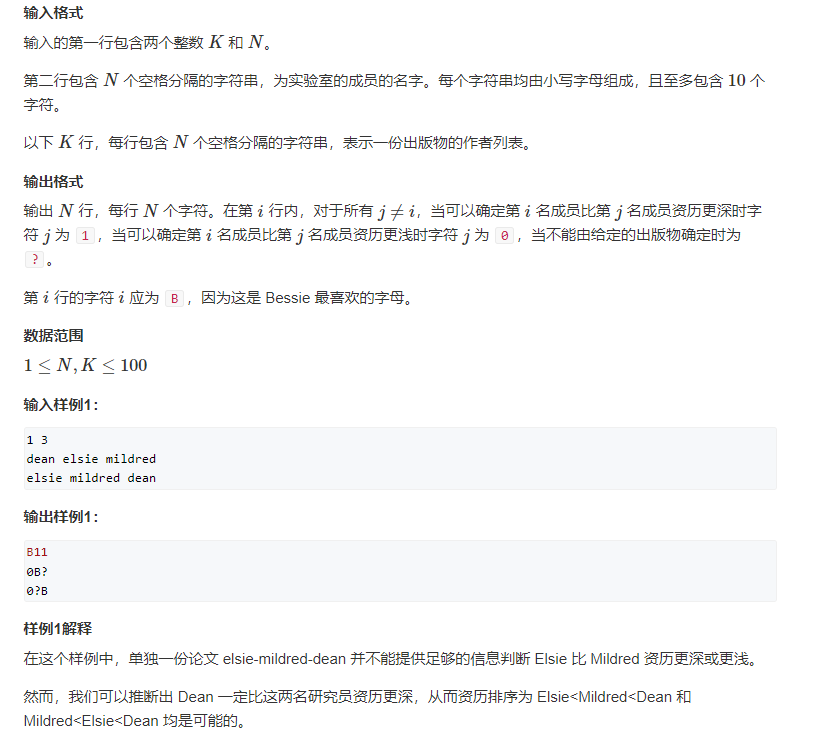 输入格式
输入的第一行包含两个整数 K 和 N。
第二行包含 N 个空格分隔的字符串，为实验室的成员的名字。每个字符串均由小写字母组成，且至多包含 10 个
字符。
以下 K 行，每行包含 N 个空格分隔的字符串，表示一份出版物的作者列表。
输出格式
输出 N 行，每行 N 个字符。在第 i 行内，对于所有 j ≠ i，当可以确定第 i 名成员比第 j 名成员资历更深时字
符 j 为 1，当可以确定第 i 名成员比第 j 名成员资历更浅时字符 j 为 0，当不能由给定的出版物确定时为
?。
第 i 行的字符 i 应为 B，因为这是 Bessie 最喜欢的字母。
数据范围
1 ≤ N, K ≤ 100
输入样例1：
1 3
dean elsie mildred
elsie mildred dean
输出样例1：
B11
0B?
0?B
样例1解释
在这个样例中，单独一份论文 elsie-mildred-dean 并不能提供足够的信息判断 Elsie 比 Mildred 资历更深或更浅。
然而，我们可以推断出 Dean 一定比这两名研究员资历更深，从而资历排序为 Elsie<Mildred<Dean 和
Mildred<Elsie<Dean 均是可能的。